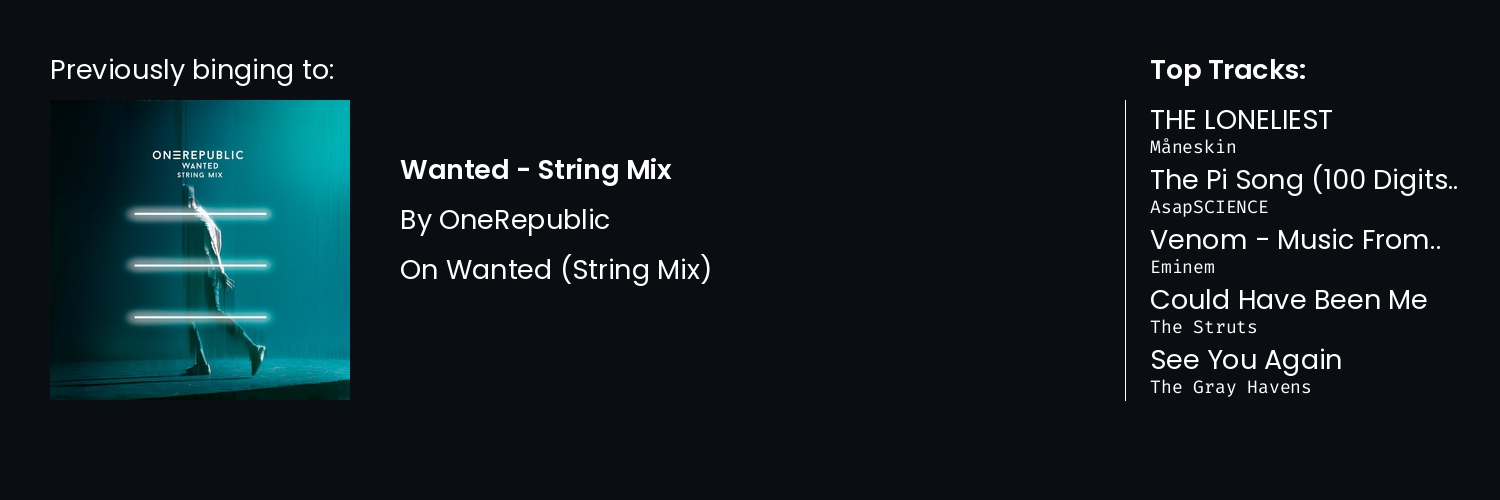 Previously binging to:
ONEREPUBLIC
WANTED
STRING MIX
Wanted - String Mix
By OneRepublic
On Wanted (String Mix)
Top Tracks:
THE LONELIEST
Måneskin
The Pi Song (100 Digits..
AsapSCIENCE
Venom - Music From..
Eminem
Could Have Been Me
The Struts
See You Again
The Gray Havens